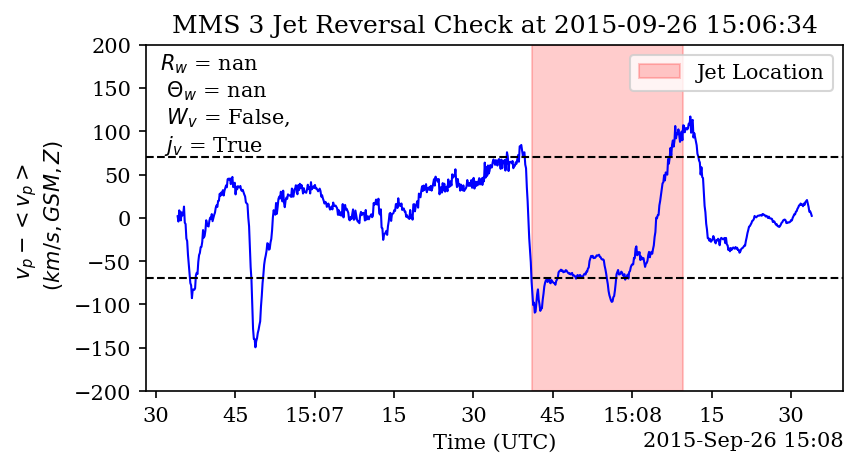 MMS 3 Jet Reversal Check at 2015-09-26 15:06:34
R_w = nan
Θ_w = nan
W_v = False,
j_v = True
Jet Location
200
150
100
50
0
−50
−100
−150
−200
v_p − < v_p >
(km/s, GSM, Z)
30 45 15:07 15 30 45 15:08 15 30
Time (UTC)
2015-Sep-26 15:08